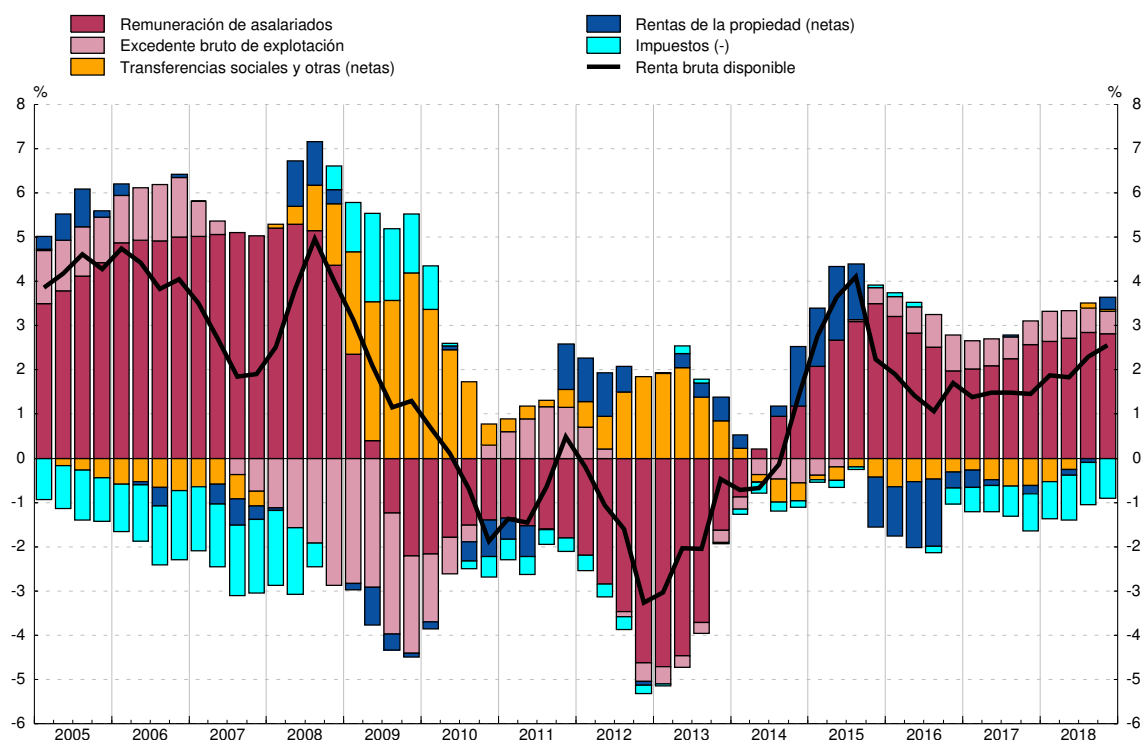 Remuneración de asalariados
Excedente bruto de explotación
Transferencias sociales y otras (netas)
Rentas de la propiedad (netas)
Impuestos (-)
Renta bruta disponible
% %
8 8
7 7
6 6
5 5
4 4
3 3
2 2
1 1
0 0
-1 -1
-2 -2
-3 -3
-4 -4
-5 -5
-6 -6
2005 2006 2007 2008 2009 2010 2011 2012 2013 2014 2015 2016 2017 2018